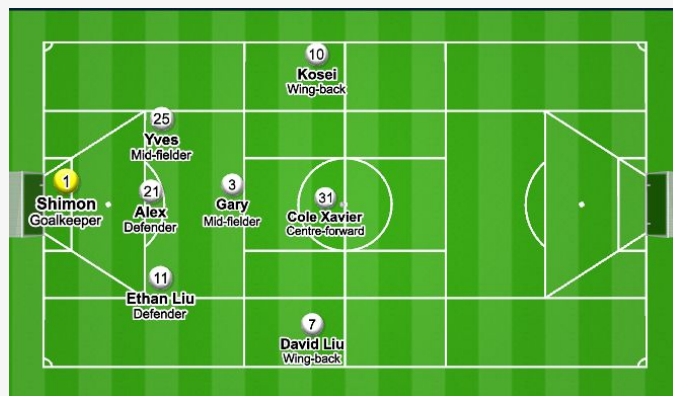 10
Kosei
Wing-back
25
Yves
Mid-fielder
1
Shimon
Goalkeeper
21
Alex
Defender
3
Gary
Mid-fielder
31
Cole Xavier
Centre-forward
11
Ethan Liu
Defender
7
David Liu
Wing-back